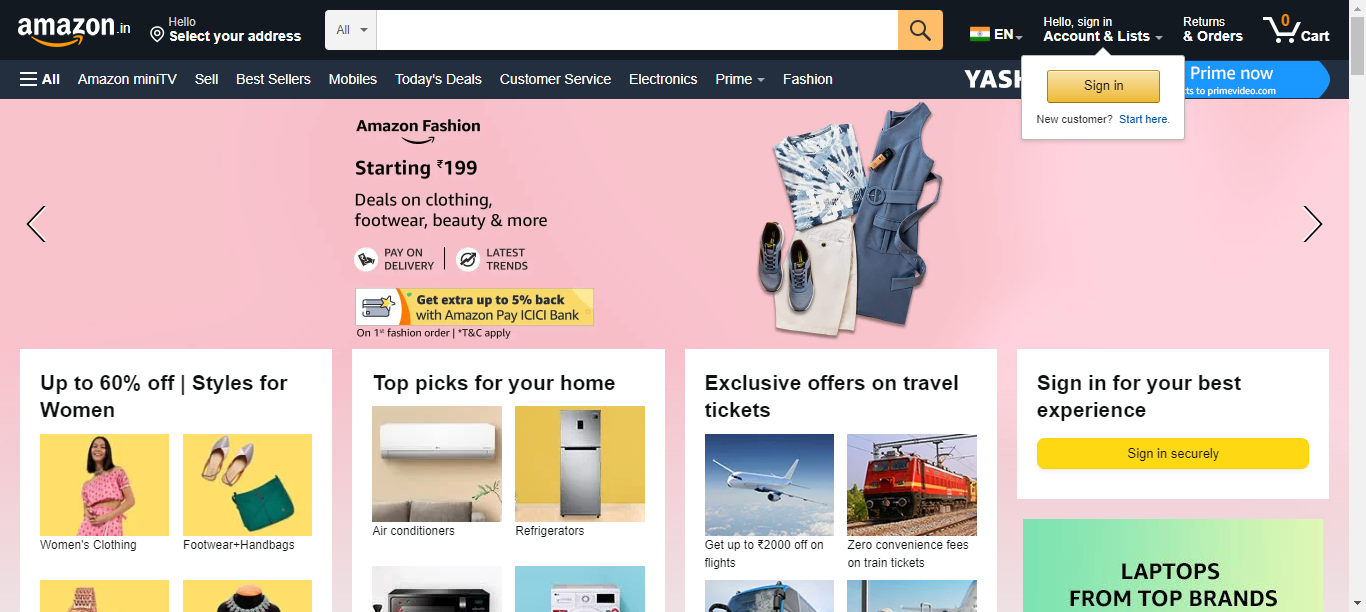 amazon.in
Hello
Select your address
All
EN
Hello, sign in
Account & Lists
Returns
& Orders
0
Cart
All
Amazon miniTV
Sell
Best Sellers
Mobiles
Today's Deals
Customer Service
Electronics
Prime
Fashion
Prime now
to primevideo.com
Sign in
New customer? Start here.
Amazon Fashion
Starting ₹199
Deals on clothing,
footwear, beauty & more
PAY ON
DELIVERY
LATEST
TRENDS
Get extra up to 5% back
with Amazon Pay ICICI Bank
On 1st fashion order | *T&C apply
Up to 60% off | Styles for
Women
Women's Clothing
Footwear+Handbags
Top picks for your home
Air conditioners
Refrigerators
Exclusive offers on travel
tickets
Get up to ₹2000 off on
flights
Zero convenience fees
on train tickets
Sign in for your best
experience
Sign in securely
LAPTOPS
FROM TOP BRANDS